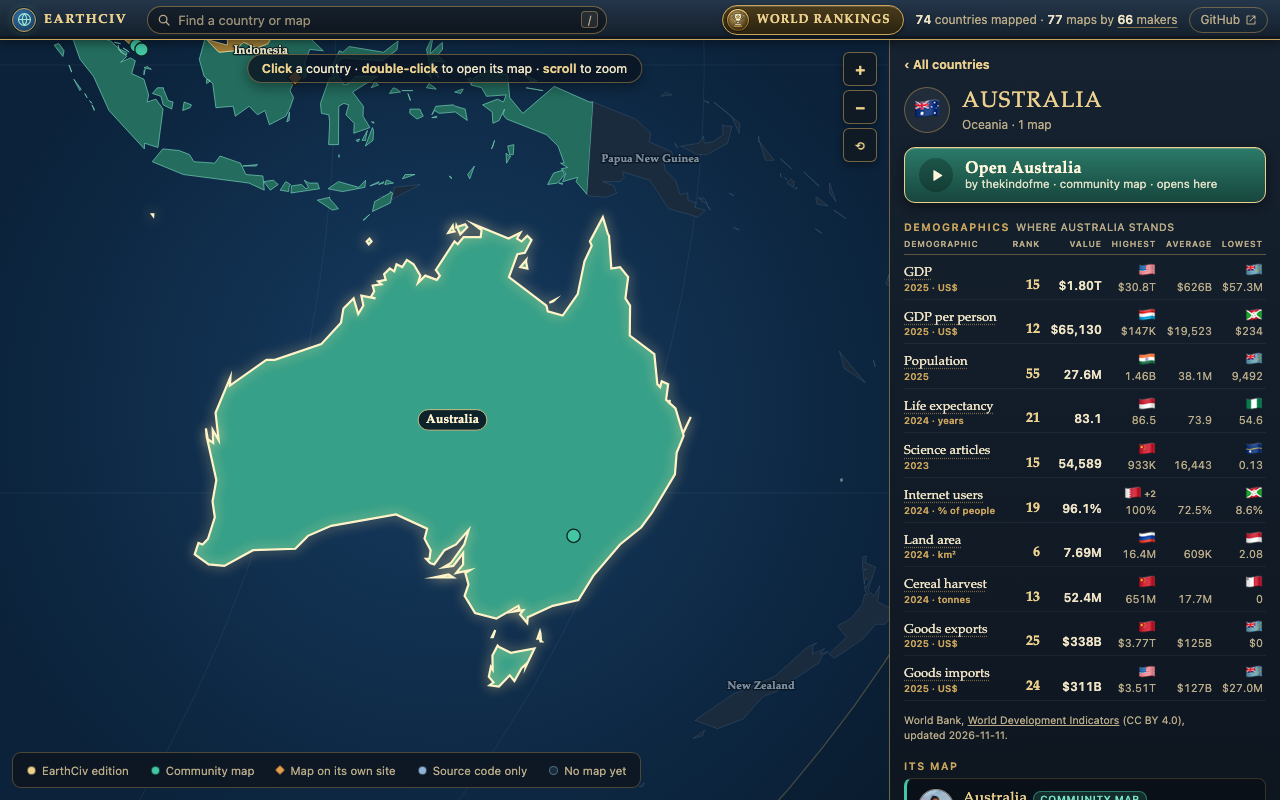 EARTHCIV
Find a country or map
/
WORLD RANKINGS
74 countries mapped · 77 maps by 66 makers
GitHub
Indonesia
Click a country · double-click to open its map · scroll to zoom
+
−
Papua New Guinea
Australia
New Zealand
EarthCiv edition
Community map
Map on its own site
Source code only
No map yet
‹ All countries
AUSTRALIA
Oceania · 1 map
Open Australia
by thekindofme · community map · opens here
DEMOGRAPHICS WHERE AUSTRALIA STANDS
DEMOGRAPHIC RANK VALUE HIGHEST AVERAGE LOWEST
GDP
2025 · US$ 15 $1.80T $30.8T $626B $57.3M
GDP per person
2025 · US$ 12 $65,130 $147K $19,523 $234
Population
2025 55 27.6M 1.46B 38.1M 9,492
Life expectancy
2024 · years 21 83.1 86.5 73.9 54.6
Science articles
2023 15 54,589 933K 16,443 0.13
Internet users +2
2024 · % of people 19 96.1% 100% 72.5% 8.6%
Land area
2024 · km² 6 7.69M 16.4M 609K 2.08
Cereal harvest
2024 · tonnes 13 52.4M 651M 17.7M 0
Goods exports
2025 · US$ 25 $338B $3.77T $125B $0
Goods imports
2025 · US$ 24 $311B $3.51T $127B $27.0M
World Bank, World Development Indicators (CC BY 4.0),
updated 2026-11-11.
ITS MAP
Australia COMMUNITY MAP